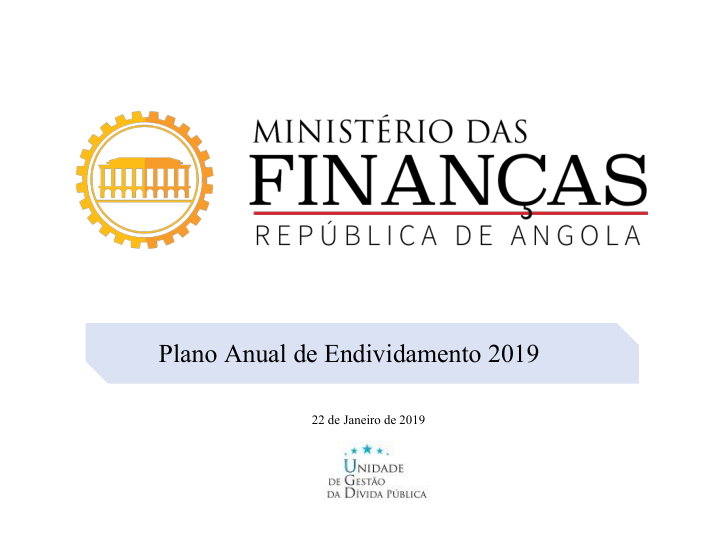 MINISTÉRIO DAS
FINANÇAS
REPÚBLICA DE ANGOLA
Plano Anual de Endividamento 2019
22 de Janeiro de 2019
UNIDADE
DE GESTÃO
DA DÍVIDA PÚBLICA